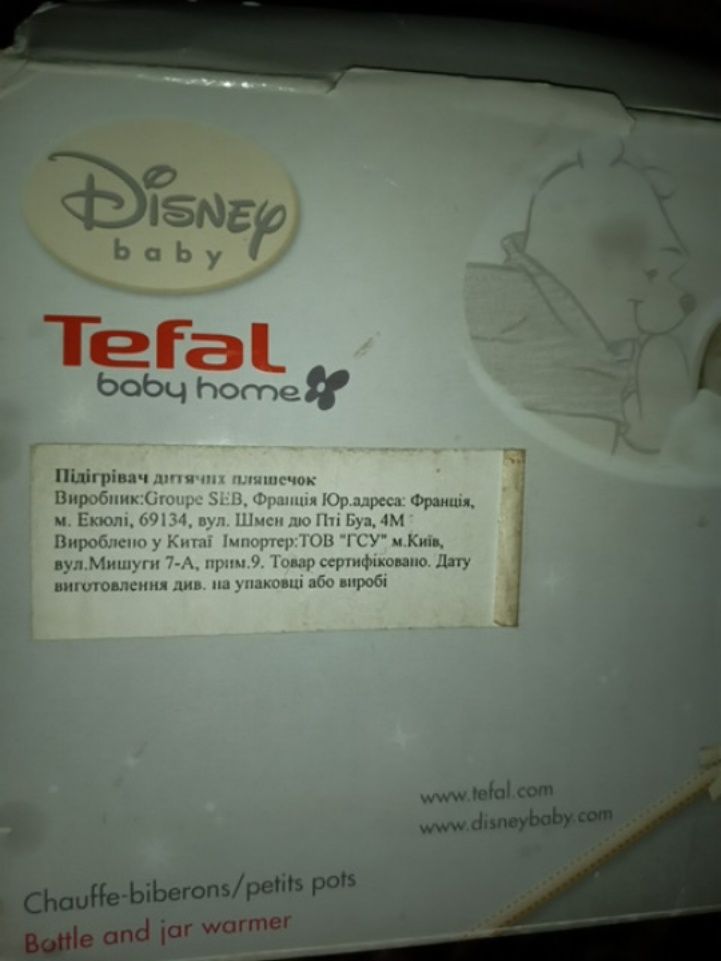 Disney
baby
Tefal
baby home
Підігрівач дитячих пляшечок
Виробник:Groupe SEB, Франція Юр.адреса: Франція,
м. Екюлі, 69134, вул. Шмен дю Пті Буа, 4М
Вироблено у Китаї Імпортер:ТОВ "ГСУ" м.Київ,
вул.Мишуги 7-А, прим.9. Товар сертифіковано. Дату
виготовлення див. на упаковці або виробі
www.tefal.com
www.disneybaby.com
Chauffe-biberons/petits pots
Bottle and jar warmer